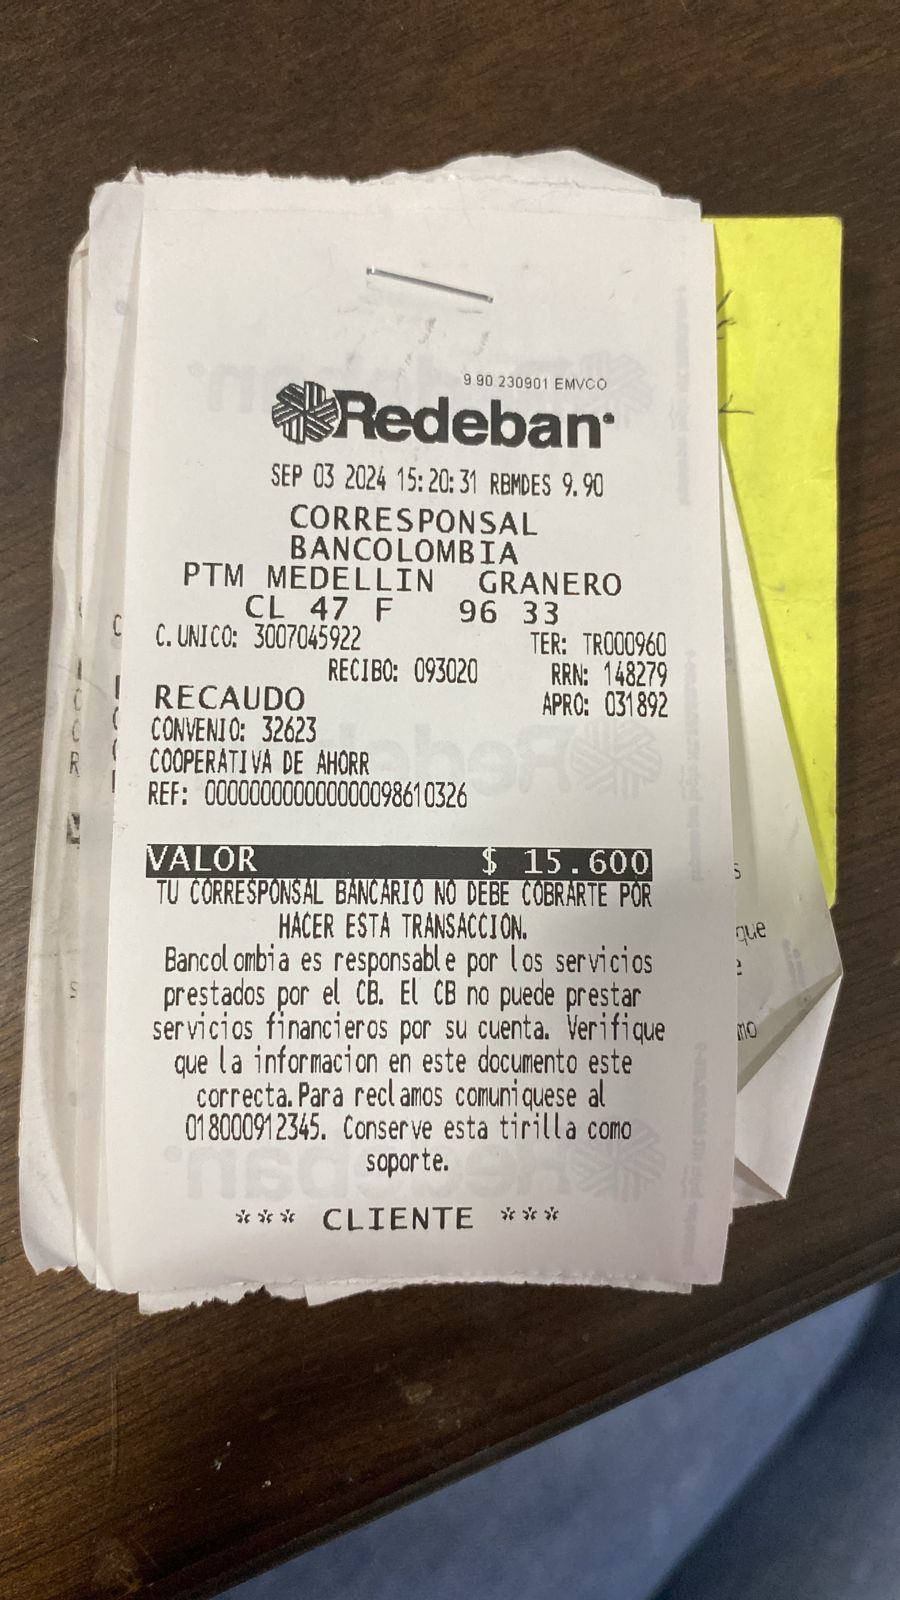 9.90 230901 EMVCO
Redeban
SEP 03 2024 15:20:31 RBMDES 9.90
CORRESPONSAL
BANCOLOMBIA
PTM MEDELLIN GRANERO
CL 47 F 96 33
C.UNICO: 3007045922 TER: TR000960
RECIBO: 093020 RRN: 148279
RECAUDO APRO: 031892
CONVENIO: 32623
COOPERATIVA DE AHORR
REF: 00000000000000098610326
VALOR $ 15.600
TU CORRESPONSAL BANCARIO NO DEBE COBRARTE POR
HACER ESTA TRANSACCION.
Bancolombia es responsable por los servicios
prestados por el CB. El CB no puede prestar
servicios financieros por su cuenta. Verifique
que la informacion en este documento este
correcta.Para reclamos comuniquese al
018000912345. Conserve esta tirilla como
soporte.
*** CLIENTE ***
que